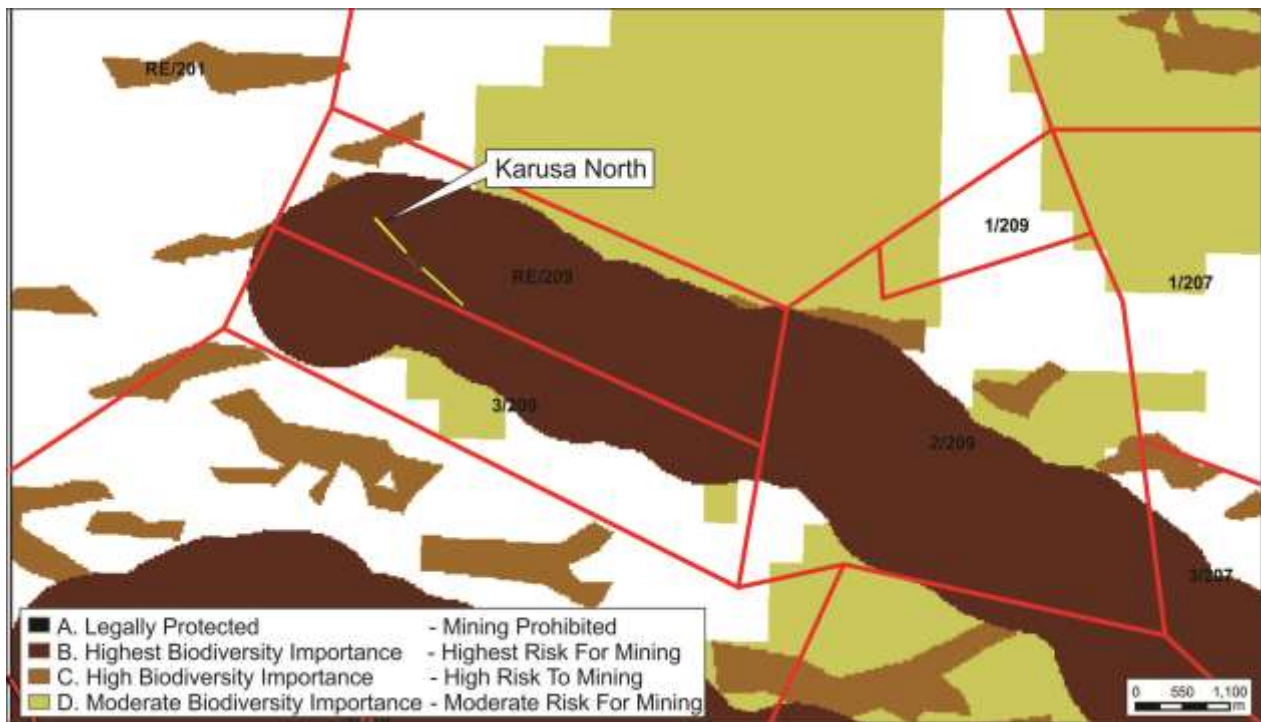 RE/201
Karusa North
1/209
RE/209
1/207
3/209
2/209
3/207
A. Legally Protected - Mining Prohibited
B. Highest Biodiversity Importance - Highest Risk For Mining
C. High Biodiversity Importance - High Risk To Mining
D. Moderate Biodiversity Importance - Moderate Risk For Mining
0 550 1,100
m